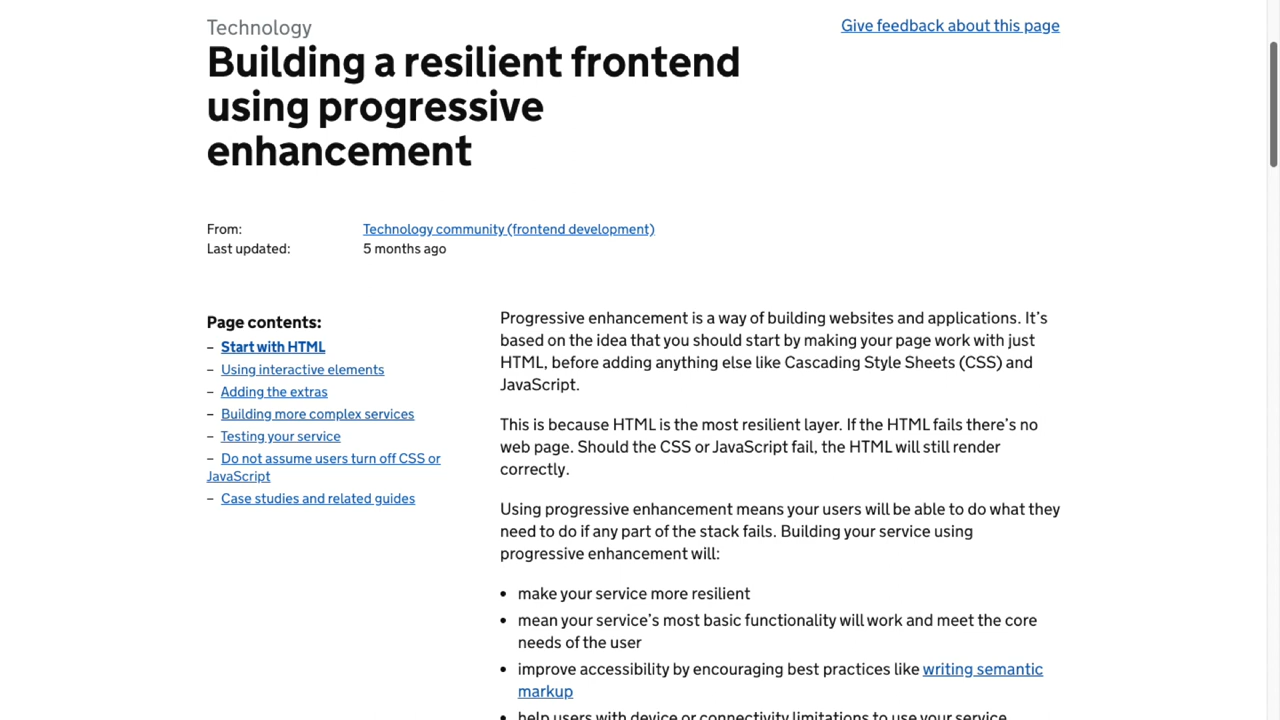 Technology
Give feedback about this page
Building a resilient frontend
using progressive
enhancement
From: Technology community (frontend development)
Last updated: 5 months ago
Page contents:
– Start with HTML
– Using interactive elements
– Adding the extras
– Building more complex services
– Testing your service
– Do not assume users turn off CSS or
JavaScript
– Case studies and related guides
Progressive enhancement is a way of building websites and applications. It’s
based on the idea that you should start by making your page work with just
HTML, before adding anything else like Cascading Style Sheets (CSS) and
JavaScript.
This is because HTML is the most resilient layer. If the HTML fails there’s no
web page. Should the CSS or JavaScript fail, the HTML will still render
correctly.
Using progressive enhancement means your users will be able to do what they
need to do if any part of the stack fails. Building your service using
progressive enhancement will:
• make your service more resilient
• mean your service’s most basic functionality will work and meet the core
needs of the user
• improve accessibility by encouraging best practices like writing semantic
markup
• help users with device or connectivity limitations to use your service